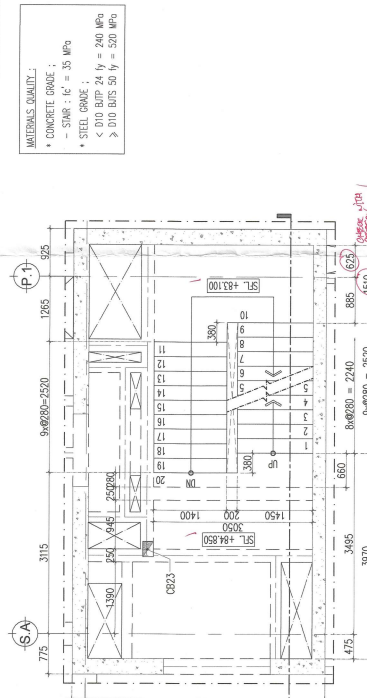 MATERIALS QUALITY :
* CONCRETE GRADE ;
- STAIR : fc' = 35 MPa
* STEEL GRADE ;
< D10 BJTP 24 fy = 240 MPa
≥ D10 BJTS 50 fy = 520 MPa
S.A
P.1
775
3115
9x@280=2520
1265
925
1390
250
945
250
280
CB23
20
19
18
17
16
15
14
13
12
11
DN
380
380
SFL +84.850
SFL +83.100
1400
200
1450
3050
UP
1
2
3
4
5
5
6
7
8
9
10
475
3495
660
8x@280 = 2240
885
625
3970
CHECK WITH